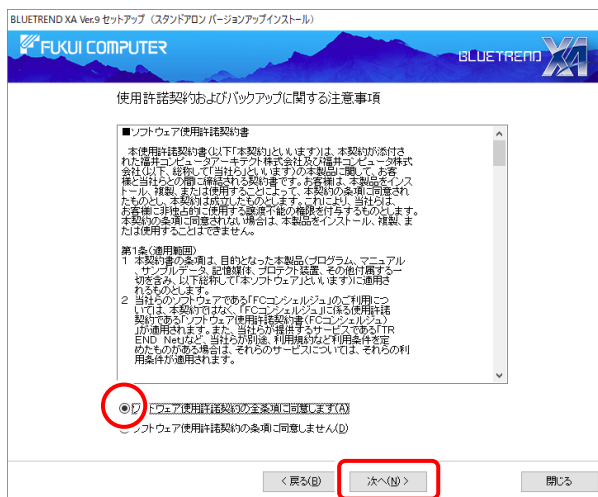 BLUETREND XA Ver.9 セットアップ（スタンドアロン バージョンアップインストール）
FUKUI COMPUTER
BLUETREND XA
使用許諾契約およびバックアップに関する注意事項
■ソフトウェア使用許諾契約書
本使用許諾契約書（以下「本契約」といいます）は、本契約が添付さ
れた福井コンピュータアーキテクト株式会社及び福井コンピュータ株式
会社（以下、総称して「当社ら」といいます）の本製品に関して、お客
様と当社らとの間に締結される契約書です。お客様は、本製品をインス
トール、複製、または使用することによって、本契約の条項に同意され
たものとし、本契約は成立したものとします。これにより、当社らは、
お客様に非独占的に使用する譲渡不能の権限を付与するものとします。
本契約の条項に同意されない場合は、本製品をインストール、複製、ま
たは使用することはできません。
第1条（適用範囲）
1 本契約書の条項は、目的となった本製品（プログラム、マニュアル
、サンプルデータ、記憶媒体、プロテクト装置、その他付属する一
切を含み、以下総称して「本ソフトウェア」といいます）に適用さ
れるものとします。
2 当社らのソフトウェアである「FCコンシェルジュ」のご利用につ
いては、本契約ではなく、「FCコンシェルジュ」に係る使用許諾
契約である「ソフトウェア使用許諾契約書（FCコンシェルジュ）
」が適用されます。また、当社らが提供するサービスである「TR
END Net」など、当社らが別途、利用規約など利用条件を定
めたものがある場合は、それらのサービスについては、それらの利
用条件が適用されます。
ソフトウェア使用許諾契約の全条項に同意します(A)
ソフトウェア使用許諾契約の条項に同意しません(D)
< 戻る(B)
次へ(N) >
閉じる